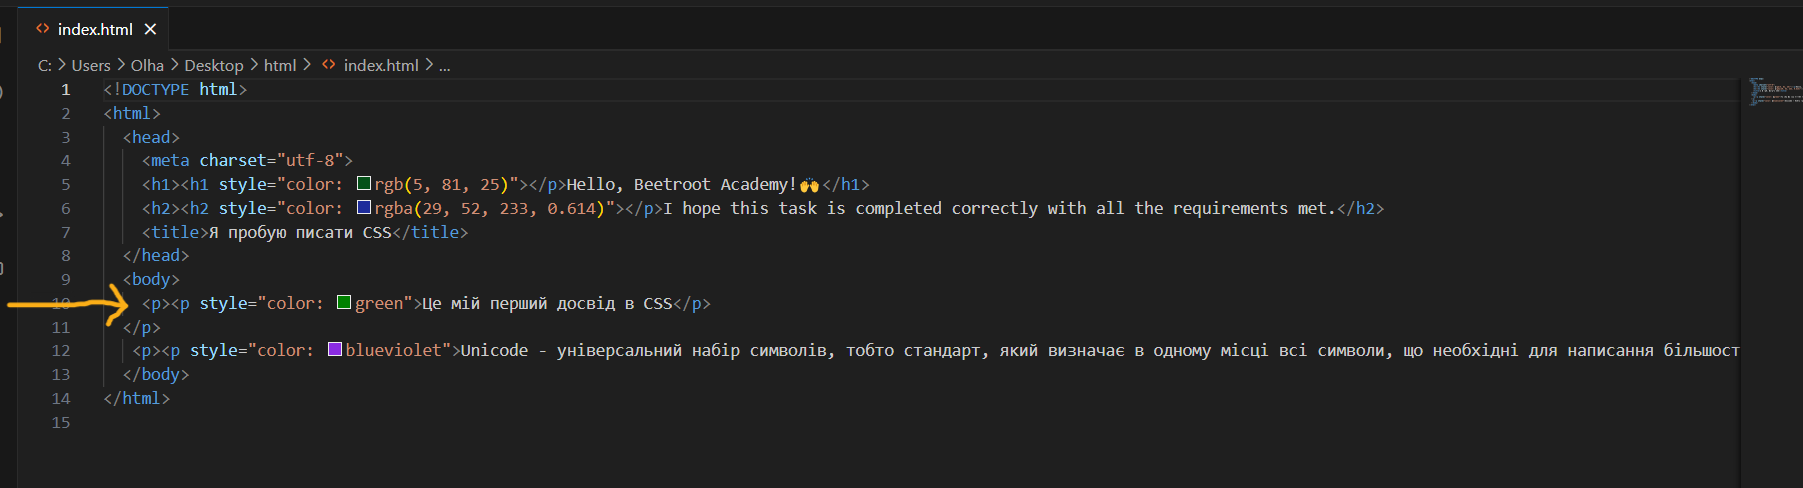 index.html
C: > Users > Olha > Desktop > html > index.html > ...
1 <!DOCTYPE html>
2 <html>
3 <head>
4 <meta charset="utf-8">
5 <h1><h1 style="color: rgb(5, 81, 25)"></p>Hello, Beetroot Academy!🙌</h1>
6 <h2><h2 style="color: rgba(29, 52, 233, 0.614)"></p>I hope this task is completed correctly with all the requirements met.</h2>
7 <title>Я пробую писати CSS</title>
8 </head>
9 <body>
10 <p><p style="color: green">Це мій перший досвід в CSS</p>
11 </p>
12 <p><p style="color: blueviolet">Unicode - універсальний набір символів, тобто стандарт, який визначає в одному місці всі символи, що необхідні для написання більшост
13 </body>
14 </html>
15